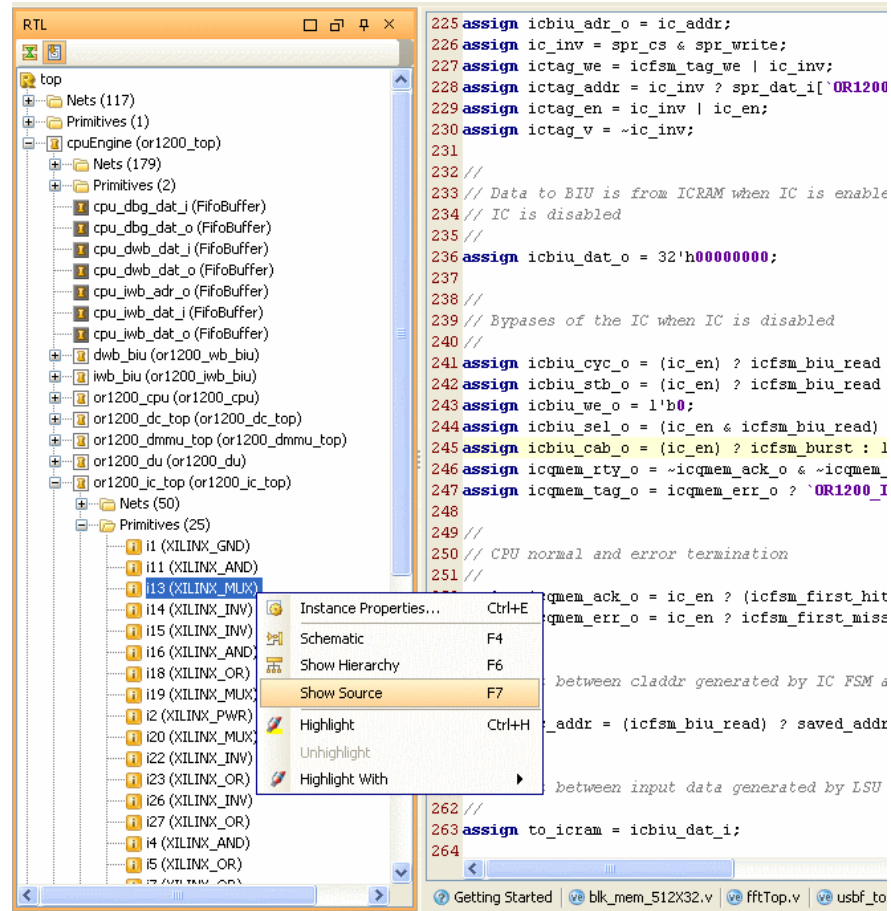 RTL
top
Nets (117)
Primitives (1)
cpuEngine (or1200_top)
Nets (179)
Primitives (2)
cpu_dbg_dat_i (FifoBuffer)
cpu_dbg_dat_o (FifoBuffer)
cpu_dwb_dat_i (FifoBuffer)
cpu_dwb_dat_o (FifoBuffer)
cpu_iwb_adr_o (FifoBuffer)
cpu_iwb_dat_i (FifoBuffer)
cpu_iwb_dat_o (FifoBuffer)
dwb_biu (or1200_wb_biu)
iwb_biu (or1200_iwb_biu)
or1200_cpu (or1200_cpu)
or1200_dc_top (or1200_dc_top)
or1200_dmmu_top (or1200_dmmu_top)
or1200_du (or1200_du)
or1200_ic_top (or1200_ic_top)
Nets (50)
Primitives (25)
i1 (XILINX_GND)
i11 (XILINX_AND)
i13 (XILINX_MUX)
i14 (XILINX_INV)
i15 (XILINX_INV)
i16 (XILINX_AND)
i18 (XILINX_OR)
i19 (XILINX_MUX)
i2 (XILINX_PWR)
i20 (XILINX_MUX)
i22 (XILINX_INV)
i23 (XILINX_OR)
i26 (XILINX_INV)
i27 (XILINX_OR)
i4 (XILINX_AND)
i5 (XILINX_OR)
Instance Properties... Ctrl+E
Schematic F4
Show Hierarchy F6
Show Source F7
Highlight Ctrl+H
Unhighlight
Highlight With
225 assign icbiu_adr_o = ic_addr;
226 assign ic_inv = spr_cs & spr_write;
227 assign ictag_we = icfsm_tag_we | ic_inv;
228 assign ictag_addr = ic_inv ? spr_dat_i[`OR1200
229 assign ictag_en = ic_inv | ic_en;
230 assign ictag_v = ~ic_inv;
231
232 //
233 // Data to BIU is from ICRAM when IC is enable
234 // IC is disabled
235 //
236 assign icbiu_dat_o = 32'h00000000;
237
238 //
239 // Bypases of the IC when IC is disabled
240 //
241 assign icbiu_cyc_o = (ic_en) ? icfsm_biu_read
242 assign icbiu_stb_o = (ic_en) ? icfsm_biu_read
243 assign icbiu_we_o = 1'b0;
244 assign icbiu_sel_o = (ic_en & icfsm_biu_read)
245 assign icbiu_cab_o = (ic_en) ? icfsm_burst : 1
246 assign icqmem_rty_o = ~icqmem_ack_o & ~icqmem_
247 assign icqmem_tag_o = icqmem_err_o ? `OR1200_I
248
249 //
250 // CPU normal and error termination
251 //
qmem_ack_o = ic_en ? (icfsm_first_hit
qmem_err_o = ic_en ? icfsm_first_miss
between claddr generated by IC FSM a
_addr = (icfsm_biu_read) ? saved_addr
between input data generated by LSU
262 //
263 assign to_icram = icbiu_dat_i;
264
Getting Started blk_mem_512X32.v fftTop.v usbf_to